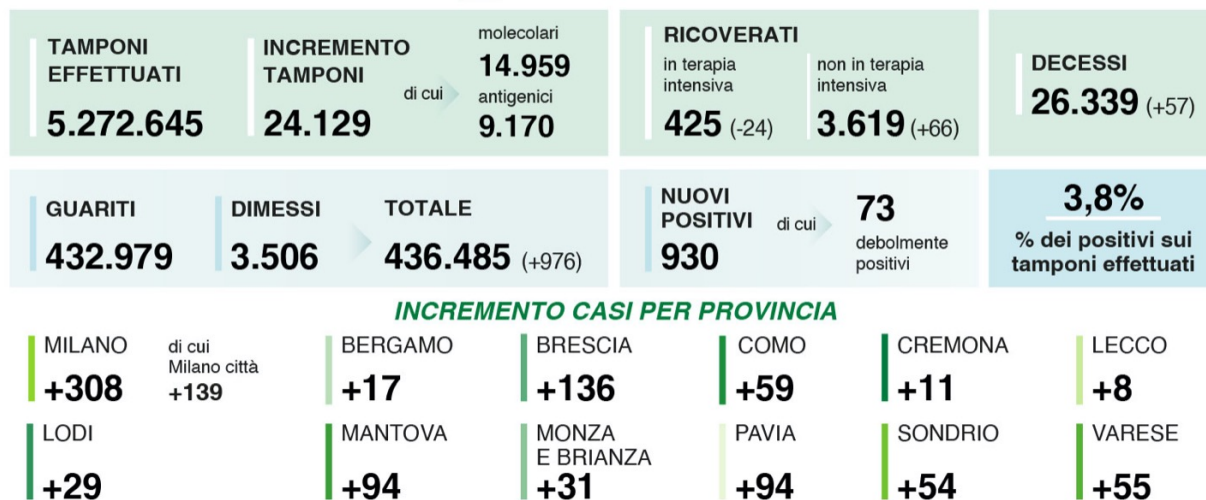 TAMPONI
EFFETTUATI
5.272.645
INCREMENTO
TAMPONI
24.129
di cui
molecolari
14.959
antigenici
9.170
RICOVERATI
in terapia
intensiva
425 (-24)
non in terapia
intensiva
3.619 (+66)
DECESSI
26.339 (+57)
GUARITI
432.979
DIMESSI
3.506
TOTALE
436.485 (+976)
NUOVI
POSITIVI
930
di cui
73
debolmente
positivi
3,8%
% dei positivi sui
tamponi effettuati
INCREMENTO CASI PER PROVINCIA
MILANO
+308
di cui
Milano città
+139
BERGAMO
+17
BRESCIA
+136
COMO
+59
CREMONA
+11
LECCO
+8
LODI
+29
MANTOVA
+94
MONZA
E BRIANZA
+31
PAVIA
+94
SONDRIO
+54
VARESE
+55